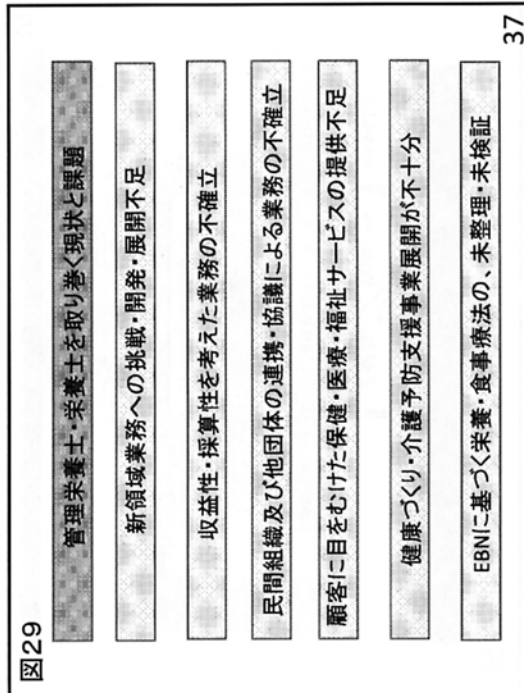 図29
管理栄養士・栄養士を取り巻く現状と課題
新領域業務への挑戦・開発・展開不足
収益性・採算性を考えた業務の不確立
民間組織及び他団体の連携・協議による業務の不確立
顧客に目をむけた保健・医療・福祉サービスの提供不足
健康づくり・介護予防支援事業展開が不十分
EBNに基づく栄養・食事療法の、未整理・未検証
37